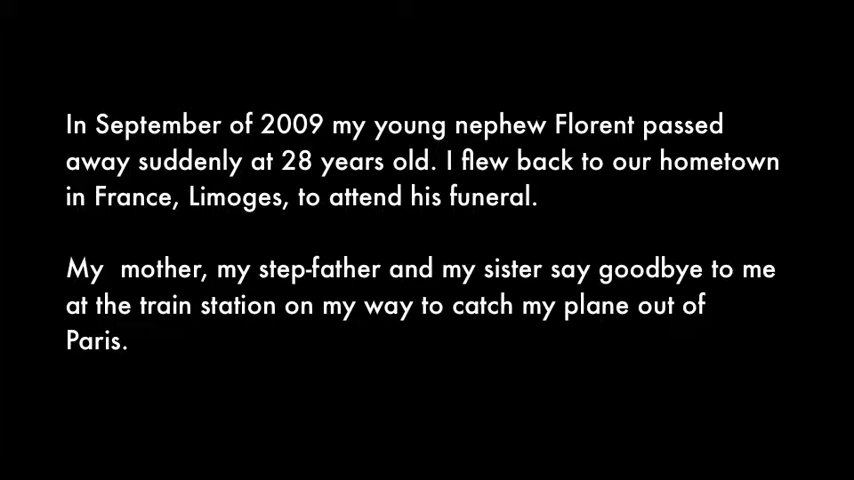 In September of 2009 my young nephew Florent passed
away suddenly at 28 years old. I flew back to our hometown
in France, Limoges, to attend his funeral.
My  mother, my step-father and my sister say goodbye to me
at the train station on my way to catch my plane out of
Paris.